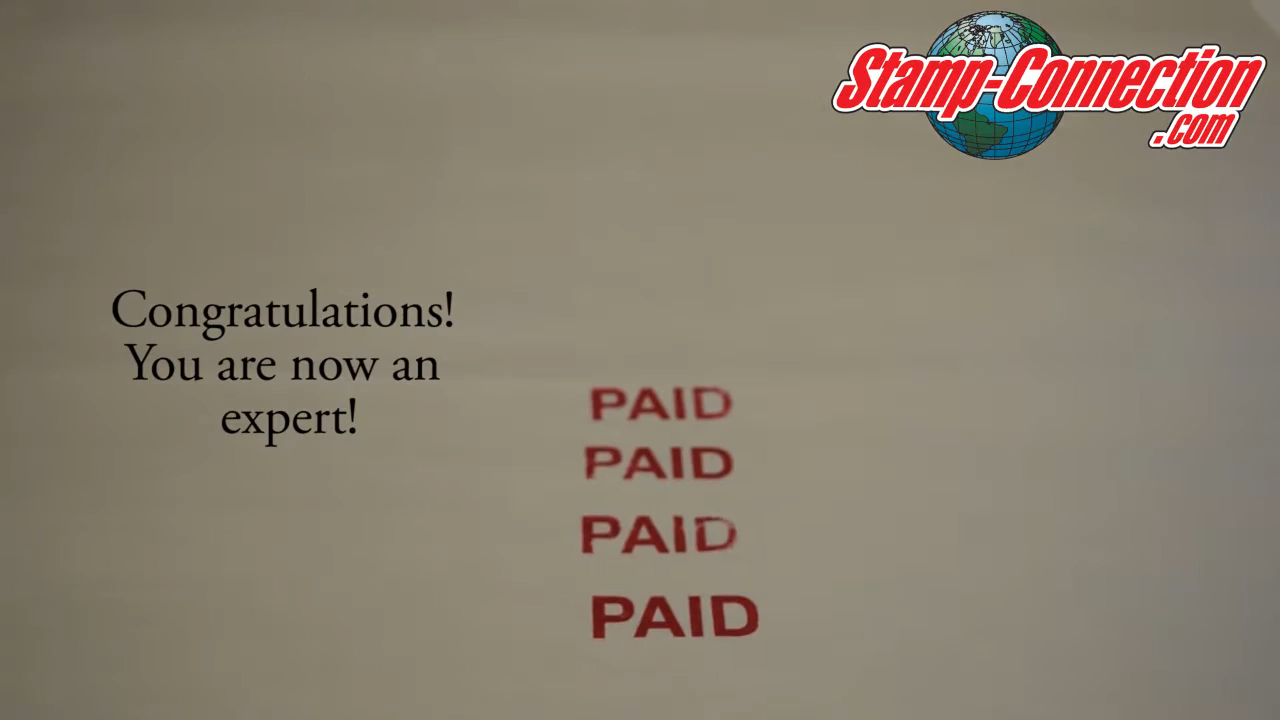 Stamp-Connection
.com
Congratulations!
You are now an
expert!
PAID
PAID
PAID
PAID